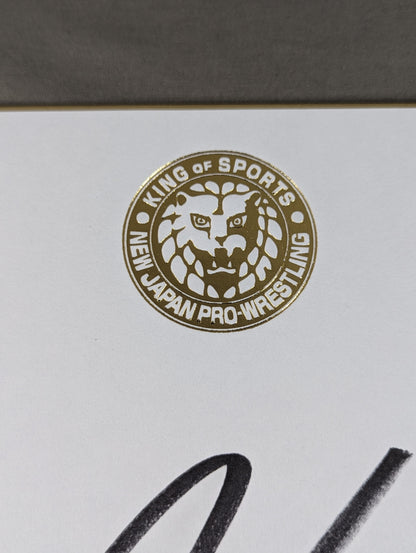 KING OF SPORTS
NEW JAPAN PRO-WRESTLING